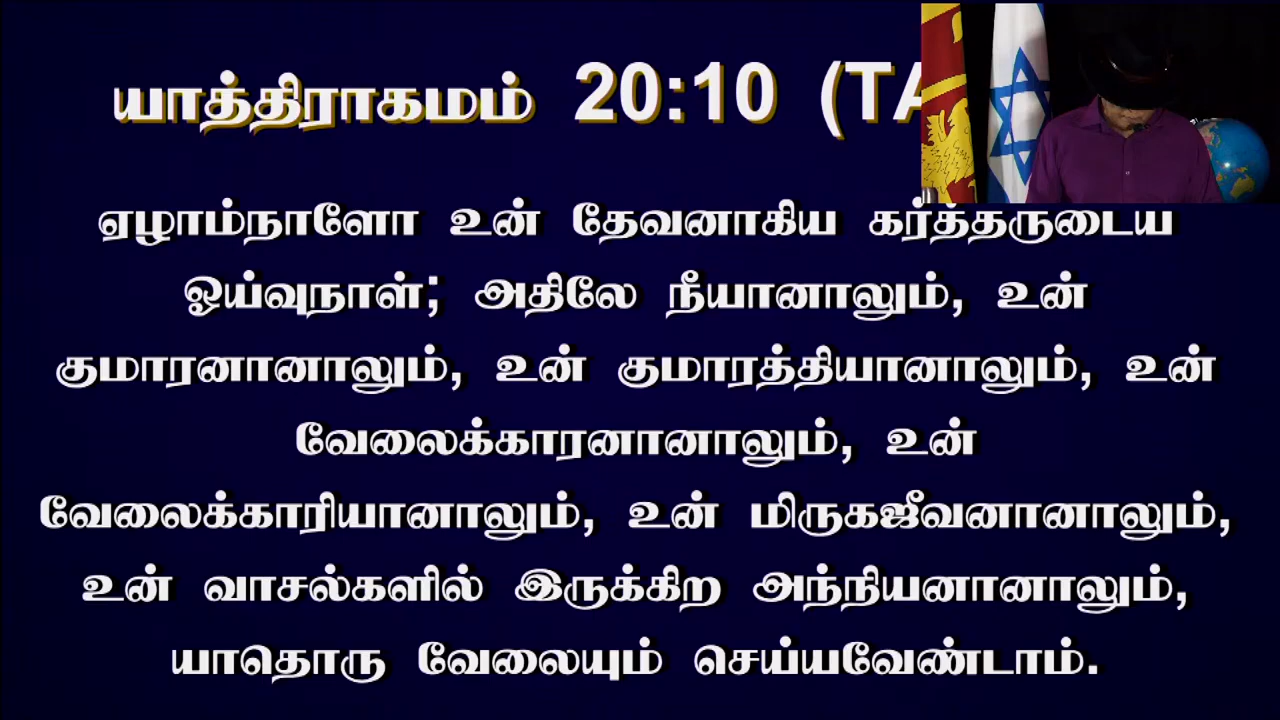 யாத்திராகமம் 20:10 (TA
ஏழாம்நாளோ உன் தேவனாகிய கர்த்தருடைய
ஓய்வுநாள்; அதிலே நீயானாலும், உன்
குமாரனானாலும், உன் குமாரத்தியானாலும், உன்
வேலைக்காரனானாலும், உன்
வேலைக்காரியானாலும், உன் மிருகஜீவனானாலும்,
உன் வாசல்களில் இருக்கிற அந்நியனானாலும்,
யாதொரு வேலையும் செய்யவேண்டாம்.